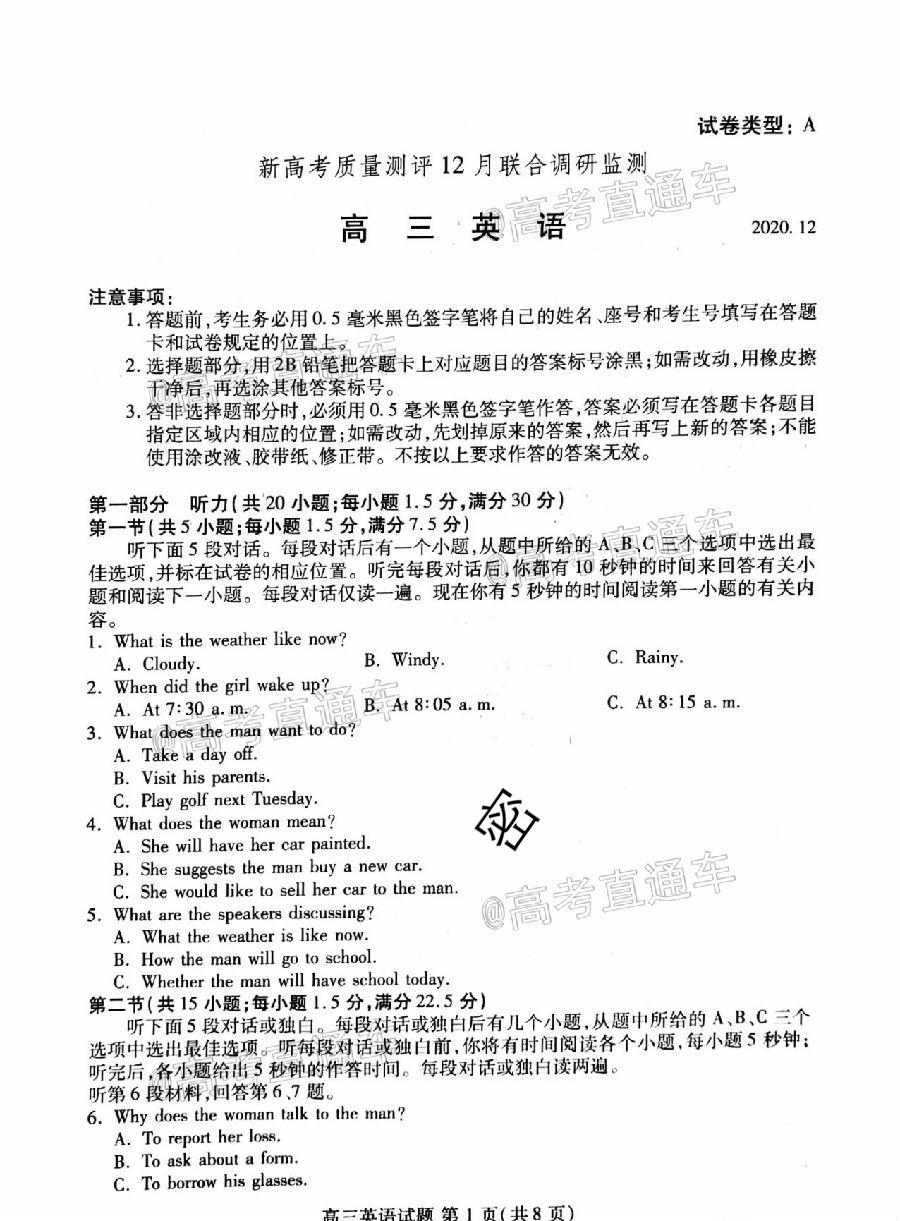 试卷类型：A
新高考质量测评12月联合调研监测
@高考直通车
高 三 英 语
2020.12
注意事项：
1.答题前,考生务必用0.5毫米黑色签字笔将自己的姓名、座号和考生号填写在答题
卡和试卷规定的位置上。
2.选择题部分,用2B铅笔把答题卡上对应题目的答案标号涂黑;如需改动,用橡皮擦
@高考直通车
干净后,再选涂其他答案标号。
3.答非选择题部分时,必须用0.5毫米黑色签字笔作答,答案必须写在答题卡各题目
指定区域内相应的位置;如需改动,先划掉原来的答案,然后再写上新的答案;不能
使用涂改液、胶带纸、修正带。不按以上要求作答的答案无效。
第一部分 听力(共20小题;每小题1.5分,满分30分)
第一节(共5小题;每小题1.5分,满分7.5分)
@高考直通车
听下面5段对话。每段对话后有一个小题,从题中所给的A、B、C三个选项中选出最
佳选项,并标在试卷的相应位置。听完每段对话后,你都有10秒钟的时间来回答有关小
题和阅读下一小题。每段对话仅读一遍。现在你有5秒钟的时间阅读第一小题的有关内
容。
1. What is the weather like now?
A. Cloudy. B. Windy. C. Rainy.
2. When did the girl wake up?
A. At 7:30 a. m. B. At 8:05 a. m. C. At 8:15 a. m.
@高考直通车
3. What does the man want to do?
A. Take a day off.
B. Visit his parents.
C. Play golf next Tuesday.
密
4. What does the woman mean?
A. She will have her car painted.
B. She suggests the man buy a new car.
C. She would like to sell her car to the man.
@高考直通车
5. What are the speakers discussing?
A. What the weather is like now.
B. How the man will go to school.
C. Whether the man will have school today.
第二节(共15小题;每小题1.5分,满分22.5分)
听下面5段对话或独白。每段对话或独白后有几个小题,从题中所给的A、B、C三个
选项中选出最佳选项。听每段对话或独白前,你将有时间阅读各个小题,每小题5秒钟;
听完后,各小题给出5秒钟的作答时间。每段对话或独白读两遍。
@高考直通车
听第6段材料,回答第6、7题。
6. Why does the woman talk to the man?
A. To report her loss.
B. To ask about a form.
C. To borrow his glasses.
高三英语试题 第1页(共8页)